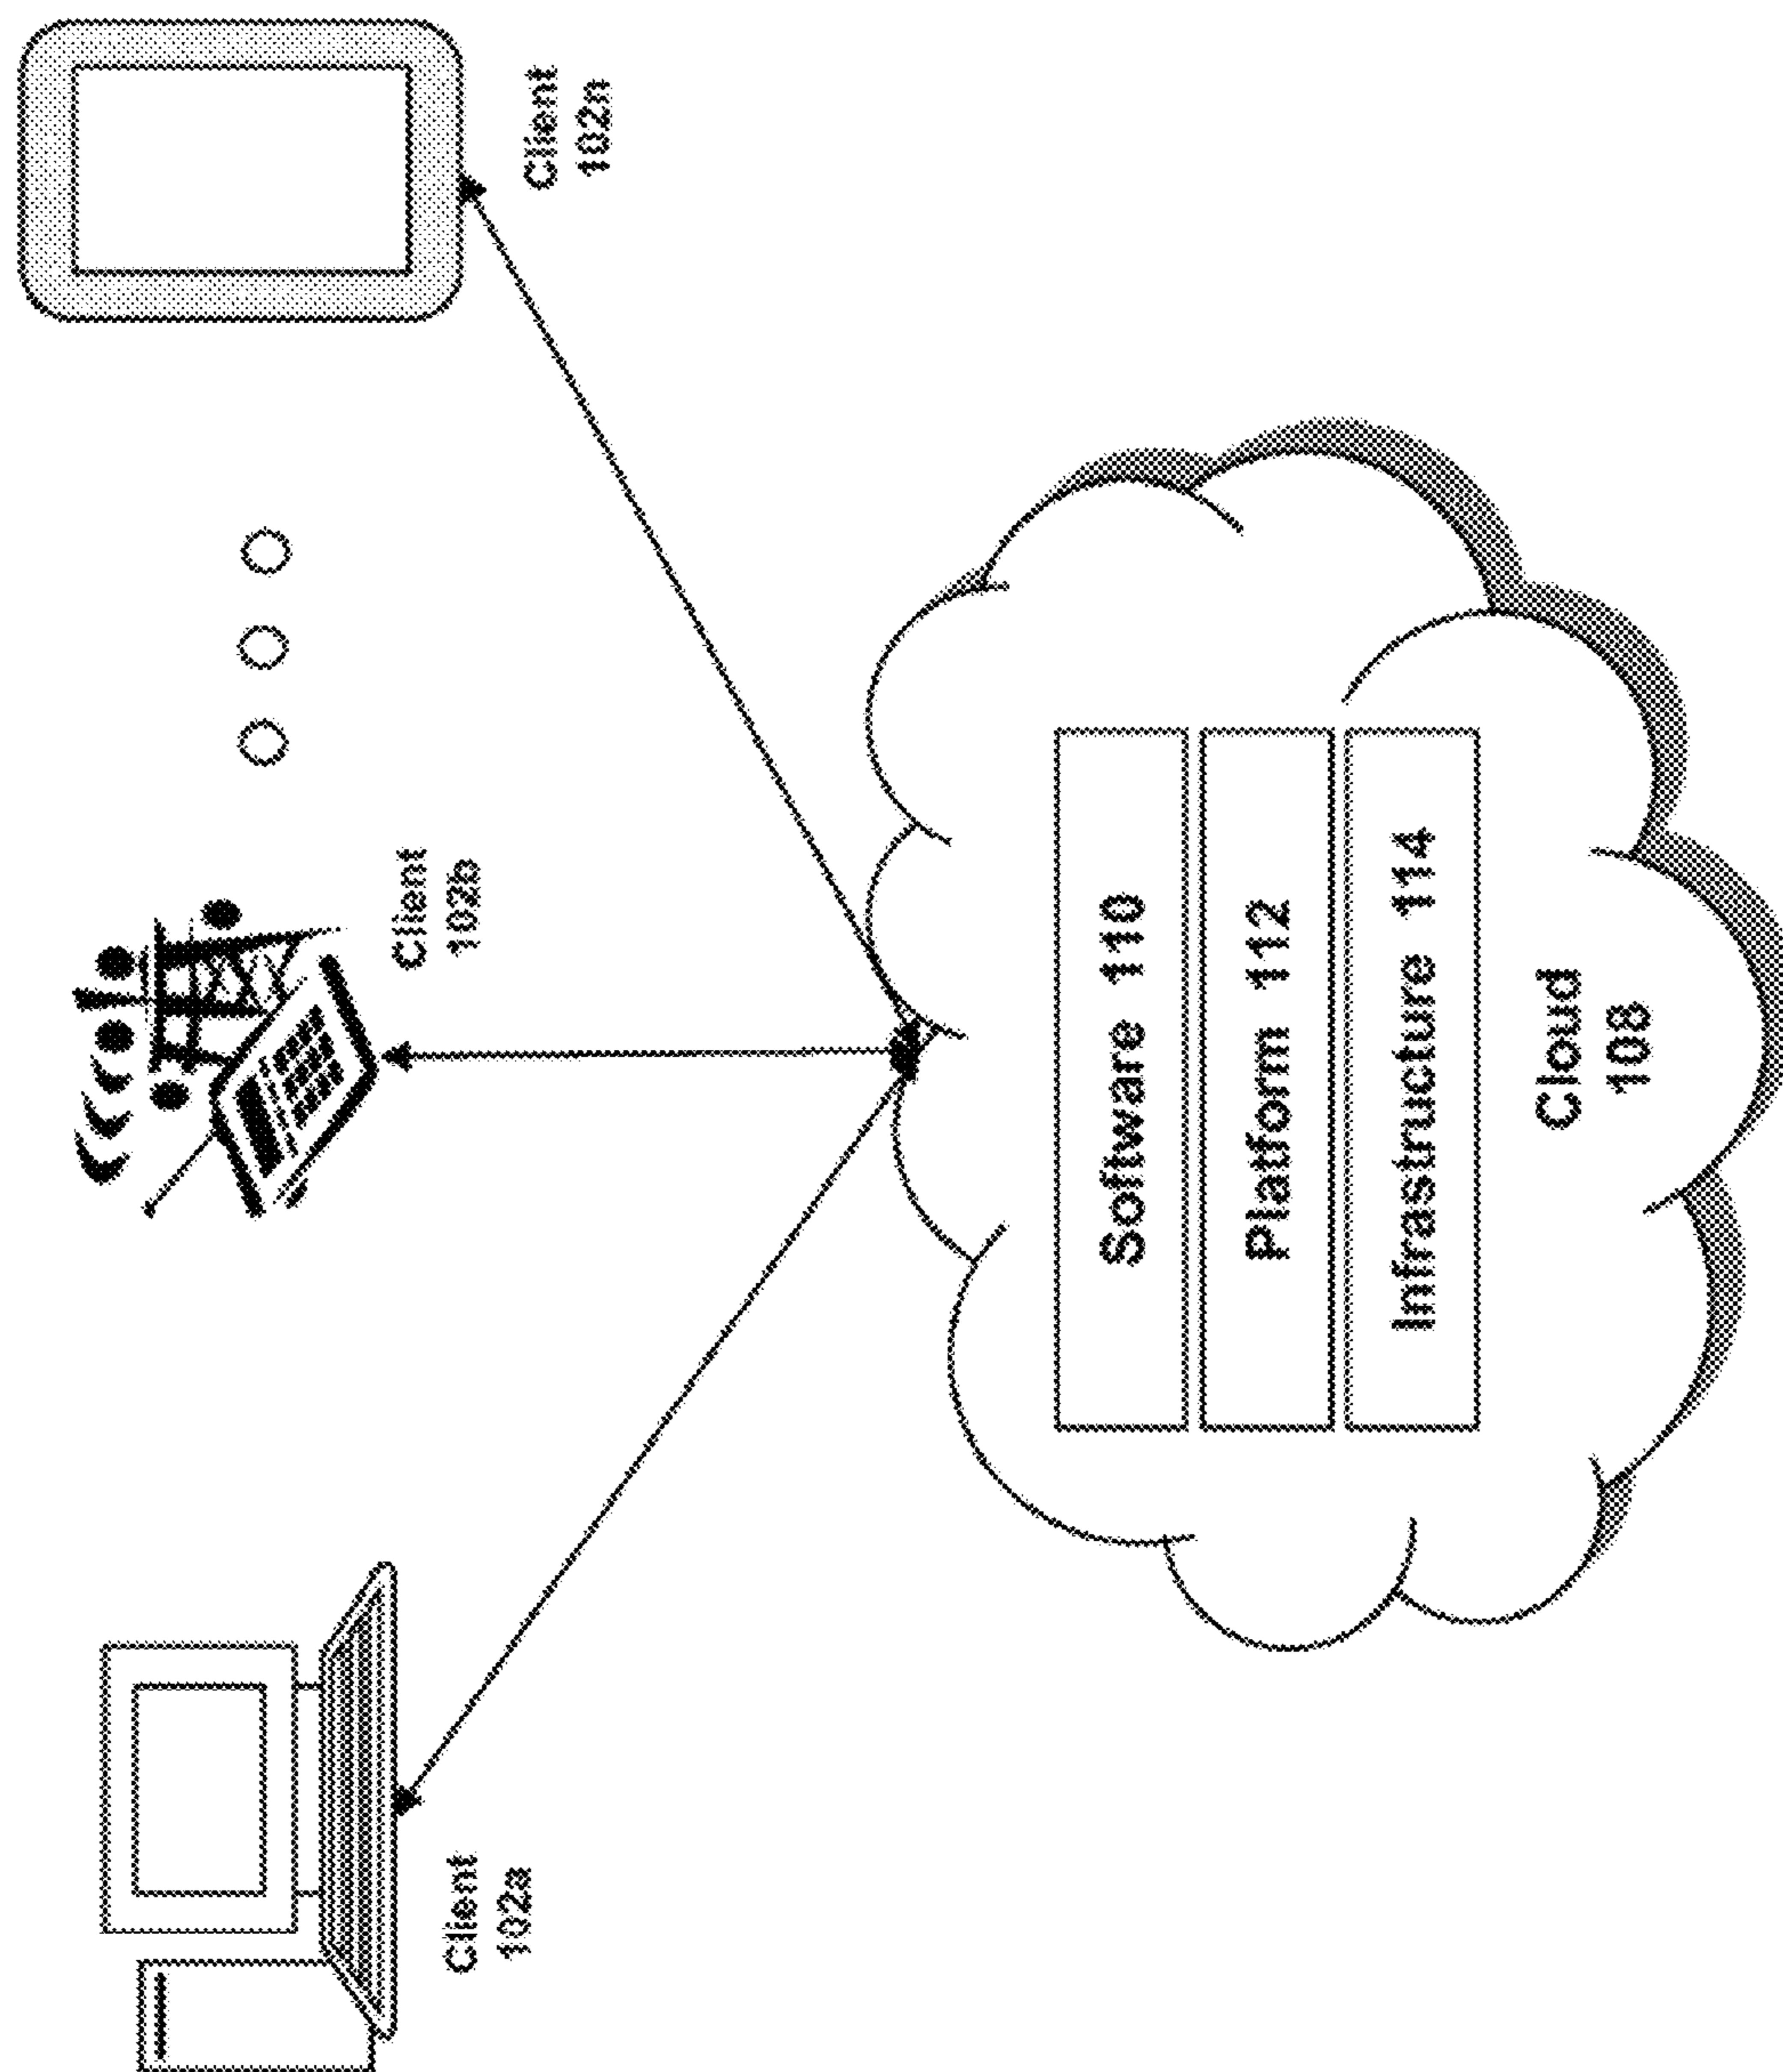 Client
102a
Client
102b
Client
102n
Software 110
Platform 112
Infrastructure 114
Cloud
108